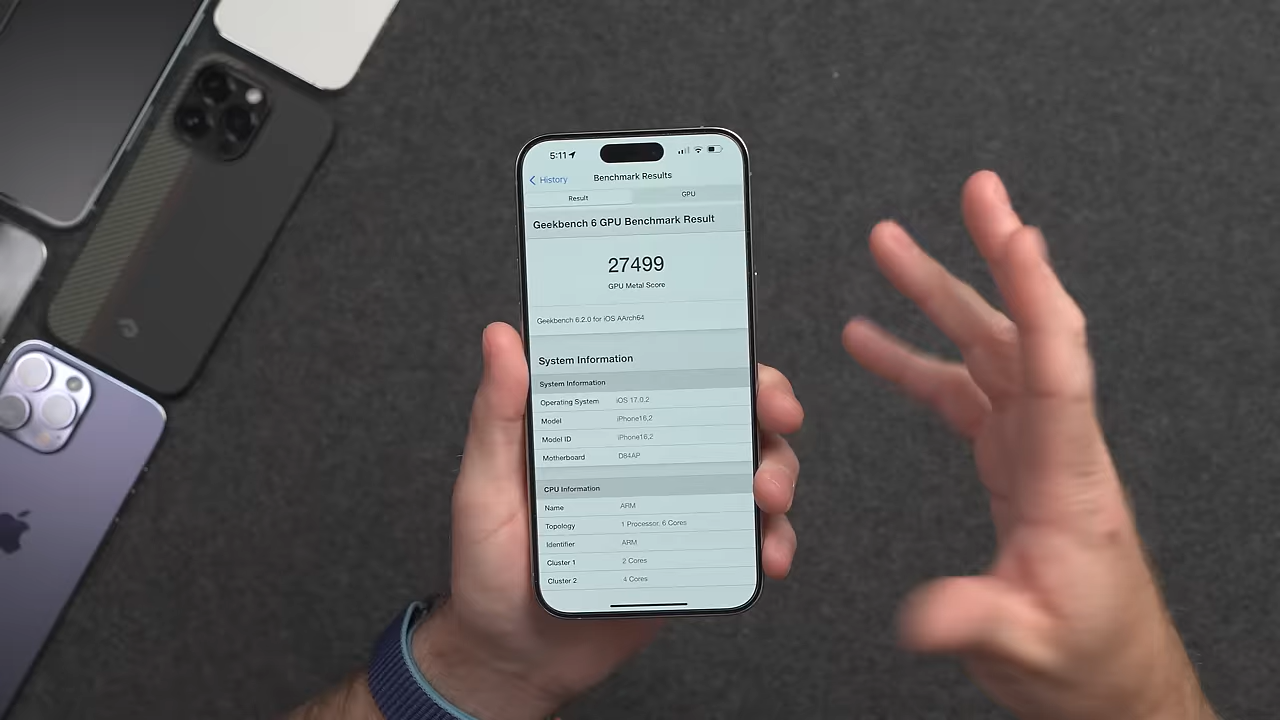 5:11
History
Benchmark Results
Result
GPU
Geekbench 6 GPU Benchmark Result
27499
GPU Metal Score
Geekbench 6.2.0 for iOS AArch64
System Information
System Information
Operating System iOS 17.0.2
Model iPhone16,2
Model ID iPhone16,2
Motherboard D84AP
CPU Information
Name ARM
Topology 1 Processor, 6 Cores
Identifier ARM
Cluster 1 2 Cores
Cluster 2 4 Cores